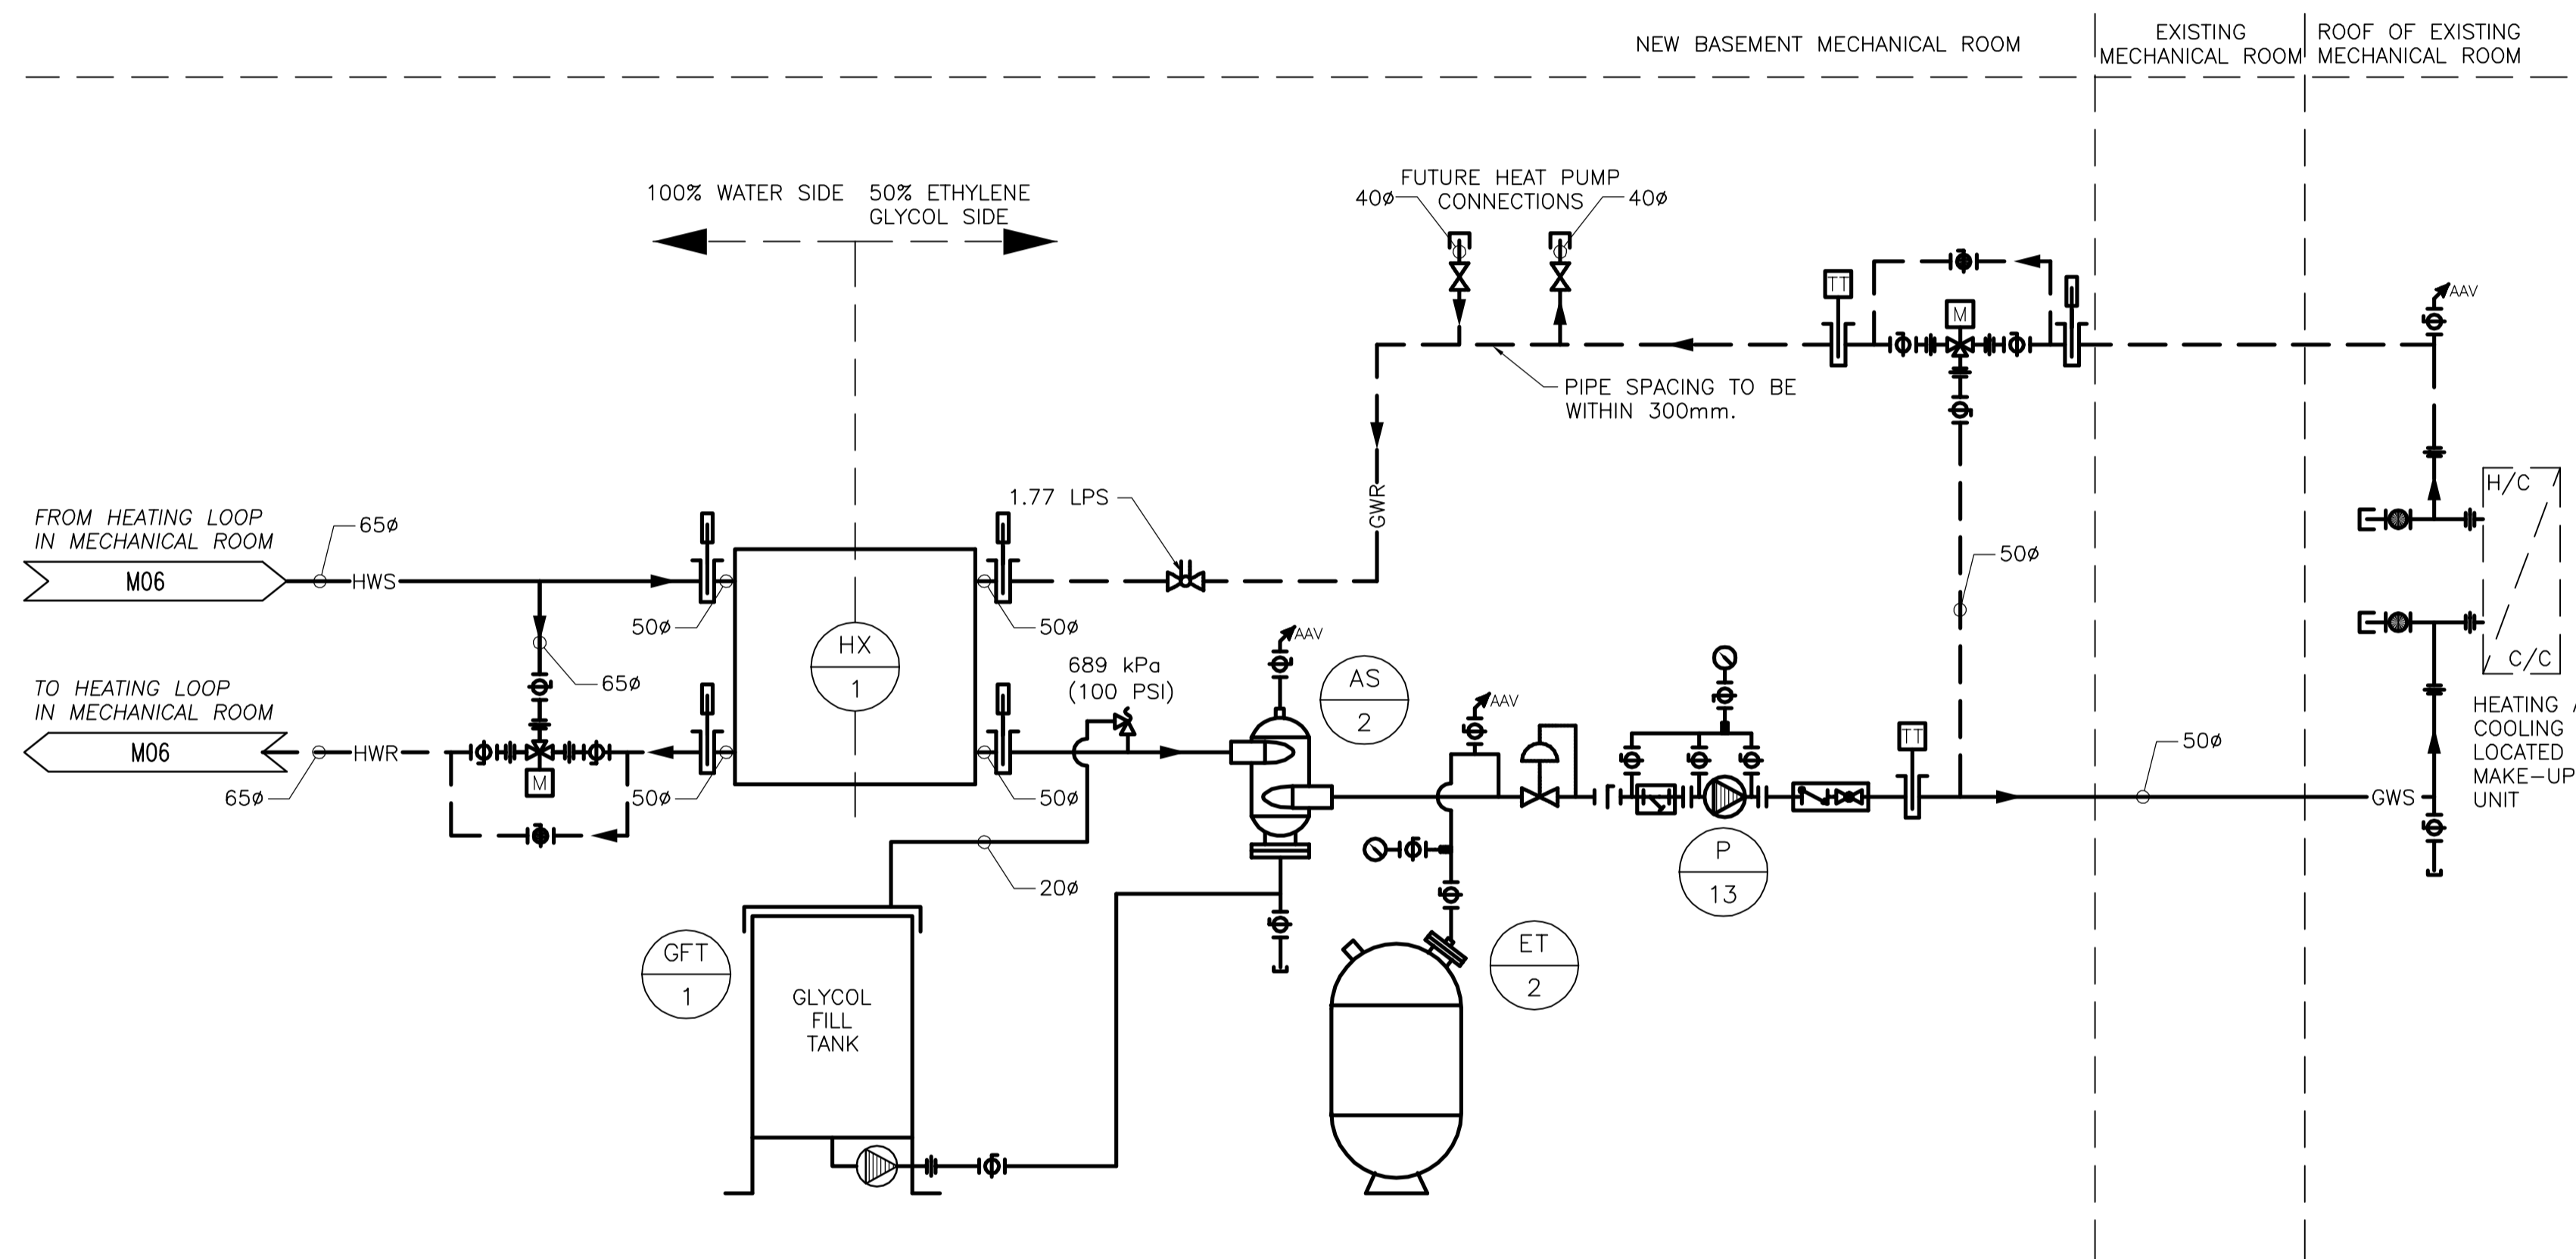 NEW BASEMENT MECHANICAL ROOM
EXISTING
MECHANICAL ROOM
ROOF OF EXISTING
MECHANICAL ROOM
100% WATER SIDE
50% ETHYLENE
GLYCOL SIDE
FUTURE HEAT PUMP
CONNECTIONS
40ø
40ø
TT
M
AAV
PIPE SPACING TO BE
WITHIN 300mm.
GWR
1.77 LPS
H/C
C/C
FROM HEATING LOOP
IN MECHANICAL ROOM
65ø
M06
HWS
50ø
50ø
50ø
HX
1
65ø
689 kPa
(100 PSI)
AAV
AS
2
AAV
TO HEATING LOOP
IN MECHANICAL ROOM
M06
HWR
65ø
M
50ø
50ø
TT
50ø
GWS
HEATING A
COOLING
LOCATED
MAKE-UP
UNIT
20ø
P
13
GFT
1
GLYCOL
FILL
TANK
ET
2